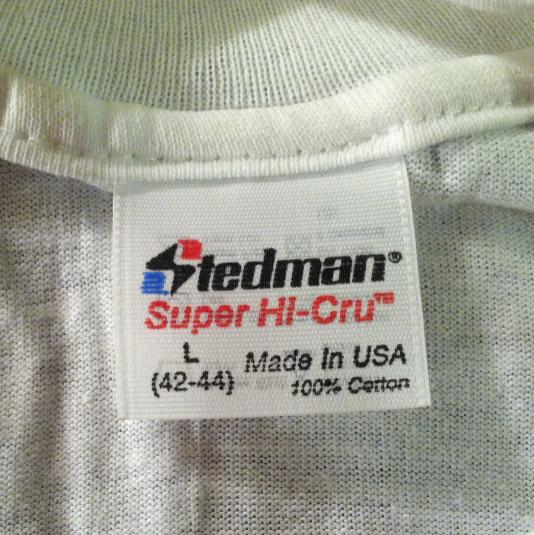 Stedman®
Super Hi-Cru™
L
(42-44)
Made In USA
100% Cotton